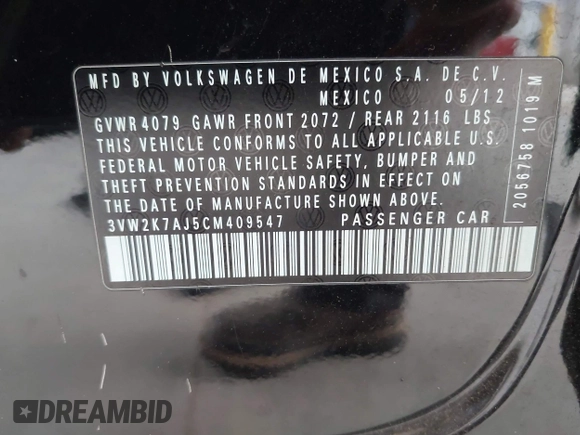 MFD BY VOLKSWAGEN DE MEXICO S.A. DE C.V.
MEXICO 05/12
GVWR 4079 GAWR FRONT 2072 / REAR 2116 LBS
THIS VEHICLE CONFORMS TO ALL APPLICABLE U.S.
FEDERAL MOTOR VEHICLE SAFETY, BUMPER AND
THEFT PREVENTION STANDARDS IN EFFECT ON
THE DATE OF MANUFACTURE SHOWN ABOVE.
3VW2K7AJ5CM409547 PASSENGER CAR
2056758 1019 M
DREAMBID